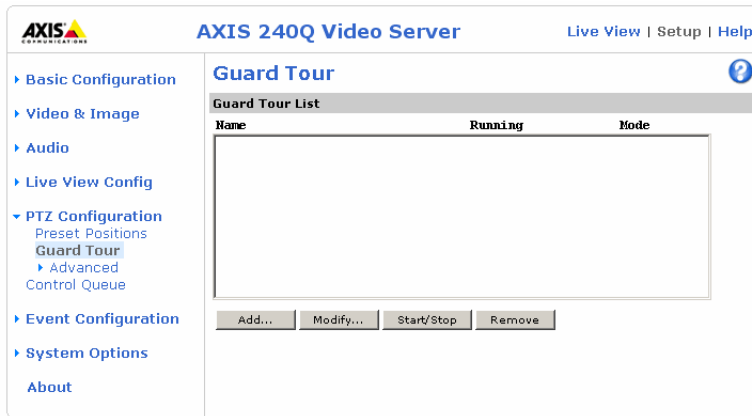 AXIS
COMMUNICATIONS
AXIS 240Q Video Server
Live View | Setup | Help
Basic Configuration
Video & Image
Audio
Live View Config
PTZ Configuration
Preset Positions
Guard Tour
Advanced
Control Queue
Event Configuration
System Options
About
Guard Tour
?
Guard Tour List
Name Running Mode
Add... Modify... Start/Stop Remove